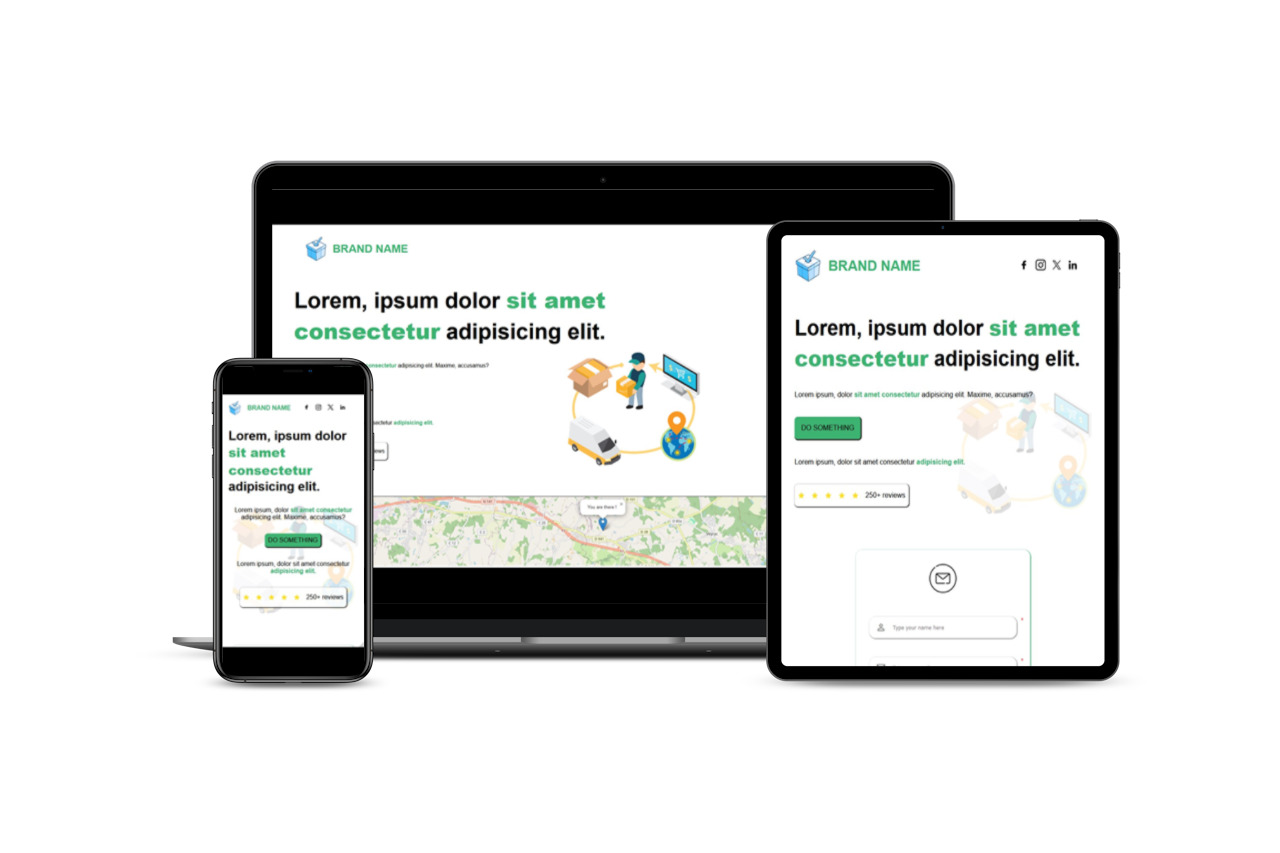 BRAND NAME
Lorem, ipsum dolor sit amet
consectetur adipisicing elit.
consectetur adipisicing elit. Maxime, accusamus?
adipisicing elit.
You are there !
BRAND NAME
Lorem, ipsum dolor
sit amet
consectetur
adipisicing elit.
Lorem ipsum, dolor sit amet consectetur
adipisicing elit. Maxime, accusamus?
DO SOMETHING
Lorem ipsum, dolor sit amet consectetur
adipisicing elit.
250+ reviews
BRAND NAME
Lorem, ipsum dolor sit amet
consectetur adipisicing elit.
Lorem ipsum, dolor sit amet consectetur adipisicing elit. Maxime, accusamus?
DO SOMETHING
Lorem ipsum, dolor sit amet consectetur adipisicing elit.
250+ reviews
Type your name here